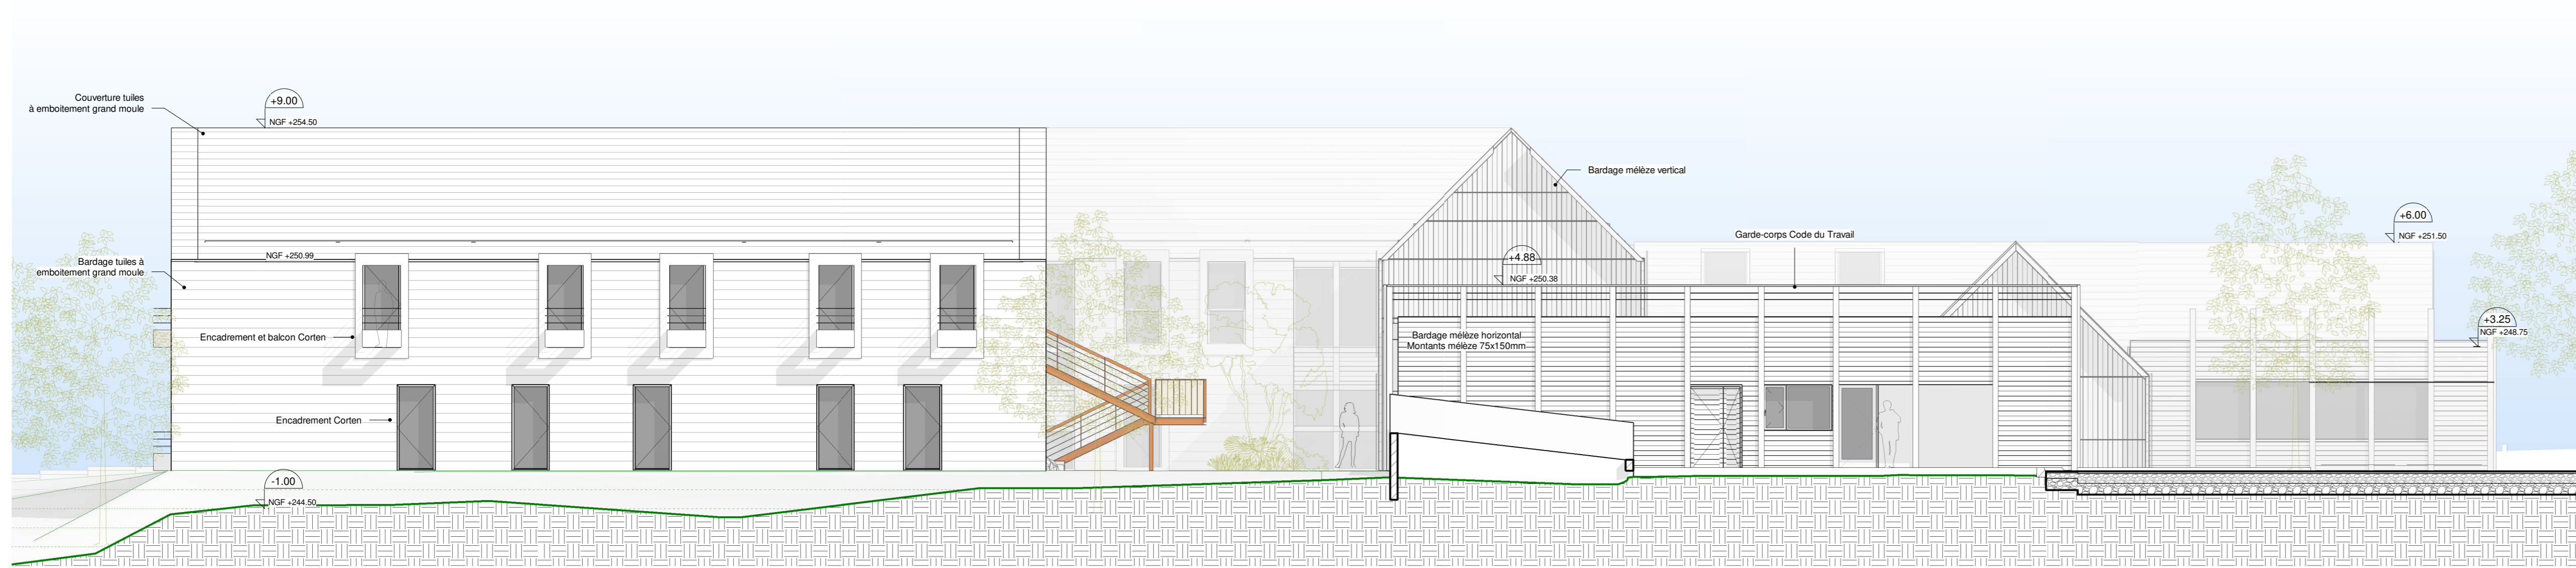 Couverture tuiles
à emboitement grand moule
+9.00
NGF +254.50
Bardage mélèze vertical
+6.00
NGF +251.50
Garde-corps Code du Travail
NGF +250.99
Bardage tuiles à
emboitement grand moule
+4.88
NGF +250.38
+3.25
NGF +248.75
Encadrement et balcon Corten
Bardage mélèze horizontal
Montants mélèze 75x150mm
Encadrement Corten
-1.00
NGF +244.50